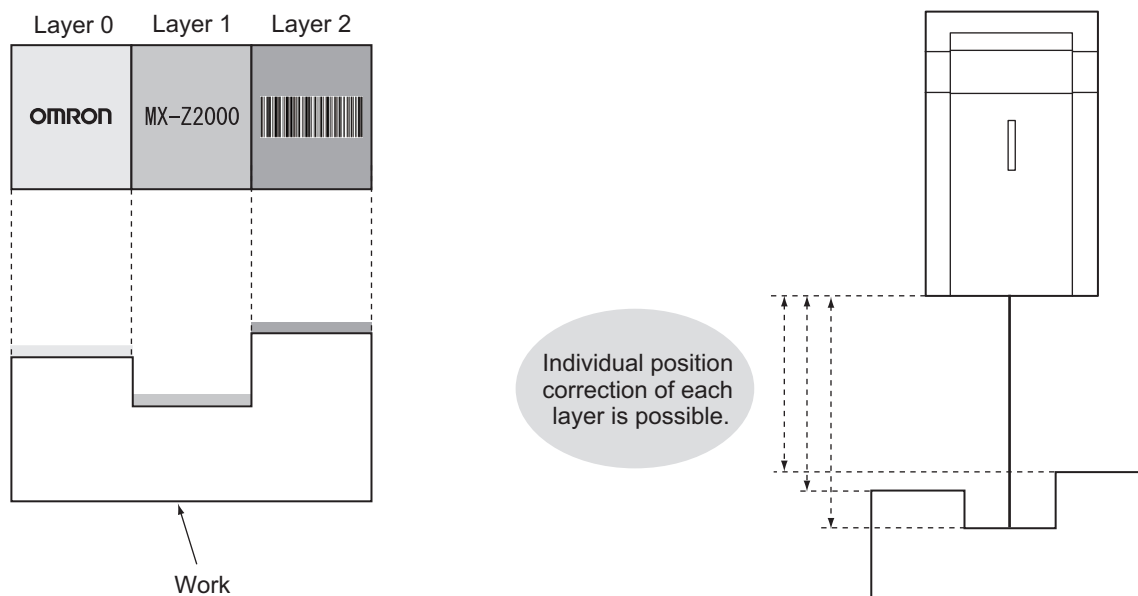 Layer 0 Layer 1 Layer 2
OMRON MX-Z2000
Individual position
correction of each
layer is possible.
Work